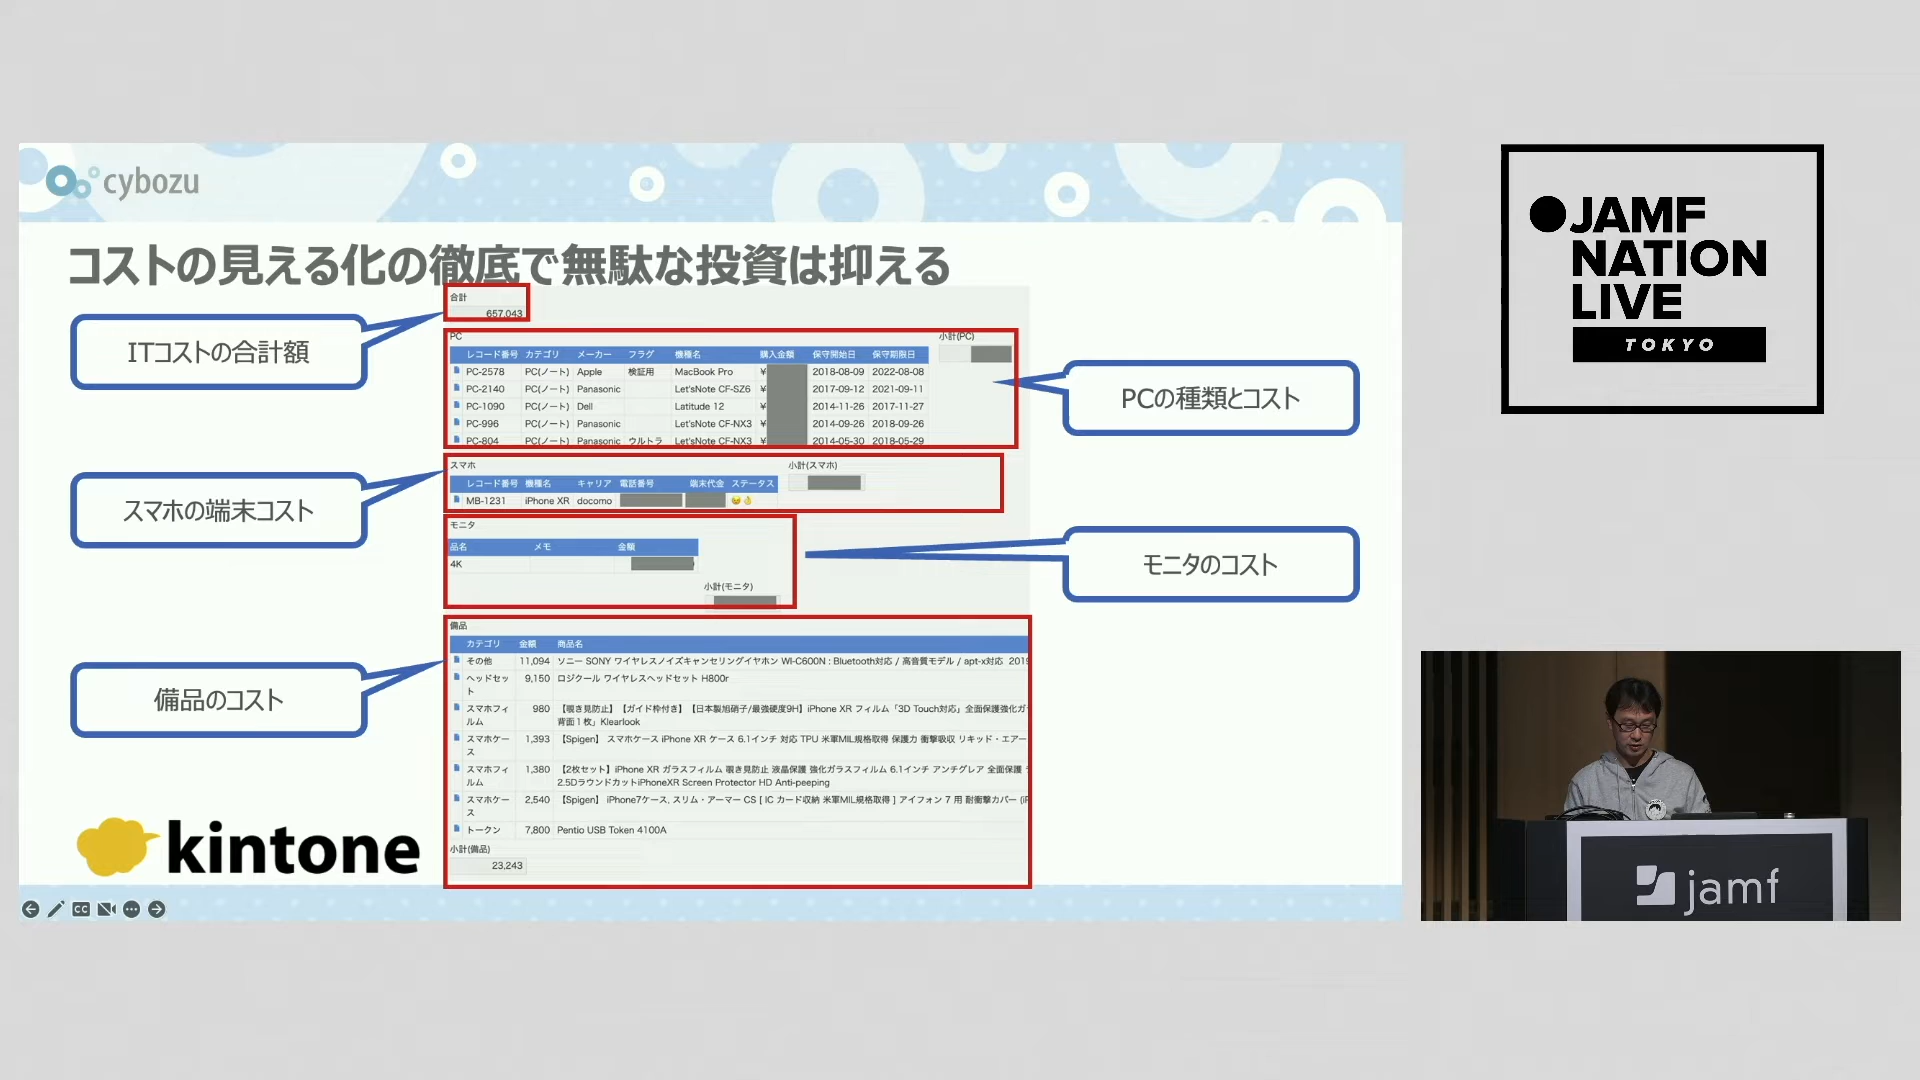 cybozu
コストの見える化の徹底で無駄な投資は抑える
ITコストの合計額
スマホの端末コスト
備品のコスト
kintone
合計
657,043
PC
小計(PC)
レコード番号 カテゴリ メーカー フラグ 機種名 購入金額 保守開始日 保守期限日
PC-2578 PC(ノート) Apple 検証用 MacBook Pro ¥ 2018-08-09 2022-08-08
PC-2140 PC(ノート) Panasonic Let'sNote CF-SZ6 ¥ 2017-09-12 2021-09-11
PC-1090 PC(ノート) Dell Latitude 12 ¥ 2014-11-26 2017-11-27
PC-996 PC(ノート) Panasonic Let'sNote CF-NX3 ¥ 2014-09-26 2018-09-26
PC-804 PC(ノート) Panasonic ウルトラ Let'sNote CF-NX3 ¥ 2014-05-30 2018-05-29
スマホ
小計(スマホ)
レコード番号 機種名 キャリア 電話番号 端末代金 ステータス
MB-1231 iPhone XR docomo
モニタ
品名 メモ 金額
4K
小計(モニタ)
備品
カテゴリ 金額 商品名
その他 11,094 ソニー SONY ワイヤレスノイズキャンセリングイヤホン WI-C600N : Bluetooth対応 / 高音質モデル / apt-x対応 2019
ヘッドセッ
ト 9,150 ロジクール ワイヤレスヘッドセット H800r
スマホフィ 980 【覗き見防止】【ガイド枠付き】【日本製旭硝子/最強硬度9H】iPhone XR フィルム「3D Touch対応」全面保護強化ガ
ルム 背面1枚」Klearlook
スマホケー 1,393 【Spigen】 スマホケース iPhone XR ケース 6.1インチ 対応 TPU 米軍MIL規格取得 保護力 衝撃吸収 リキッド・エアー
ス
スマホフィ 1,380 【2枚セット】iPhone XR ガラスフィルム 覗き見防止 液晶保護 強化ガラスフィルム 6.1インチ アンチグレア 全面保護
ルム 2.5DラウンドカットiPhoneXR Screen Protector HD Anti-peeping
スマホケー 2,540 【Spigen】 iPhone7ケース, スリム・アーマー CS [ IC カード収納 米軍MIL規格取得 ] アイフォン 7 用 耐衝撃カバー
ス
トークン 7,800 Pentio USB Token 4100A
小計(備品)
23,243
PCの種類とコスト
モニタのコスト
CC
JAMF
NATION
LIVE
TOKYO
jamf